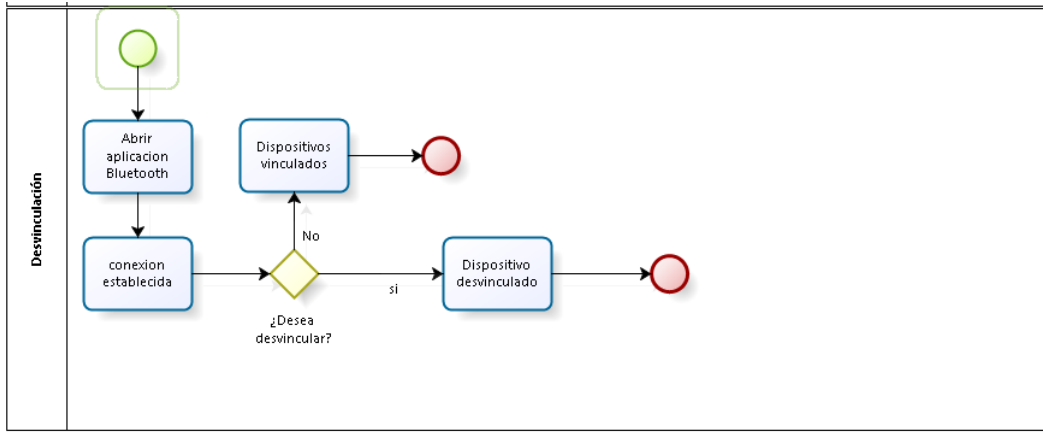 Desvinculación
Abrir
aplicacion
Bluetooth
conexion
establecida
¿Desea
desvincular?
No
Dispositivos
vinculados
si
Dispositivo
desvinculado